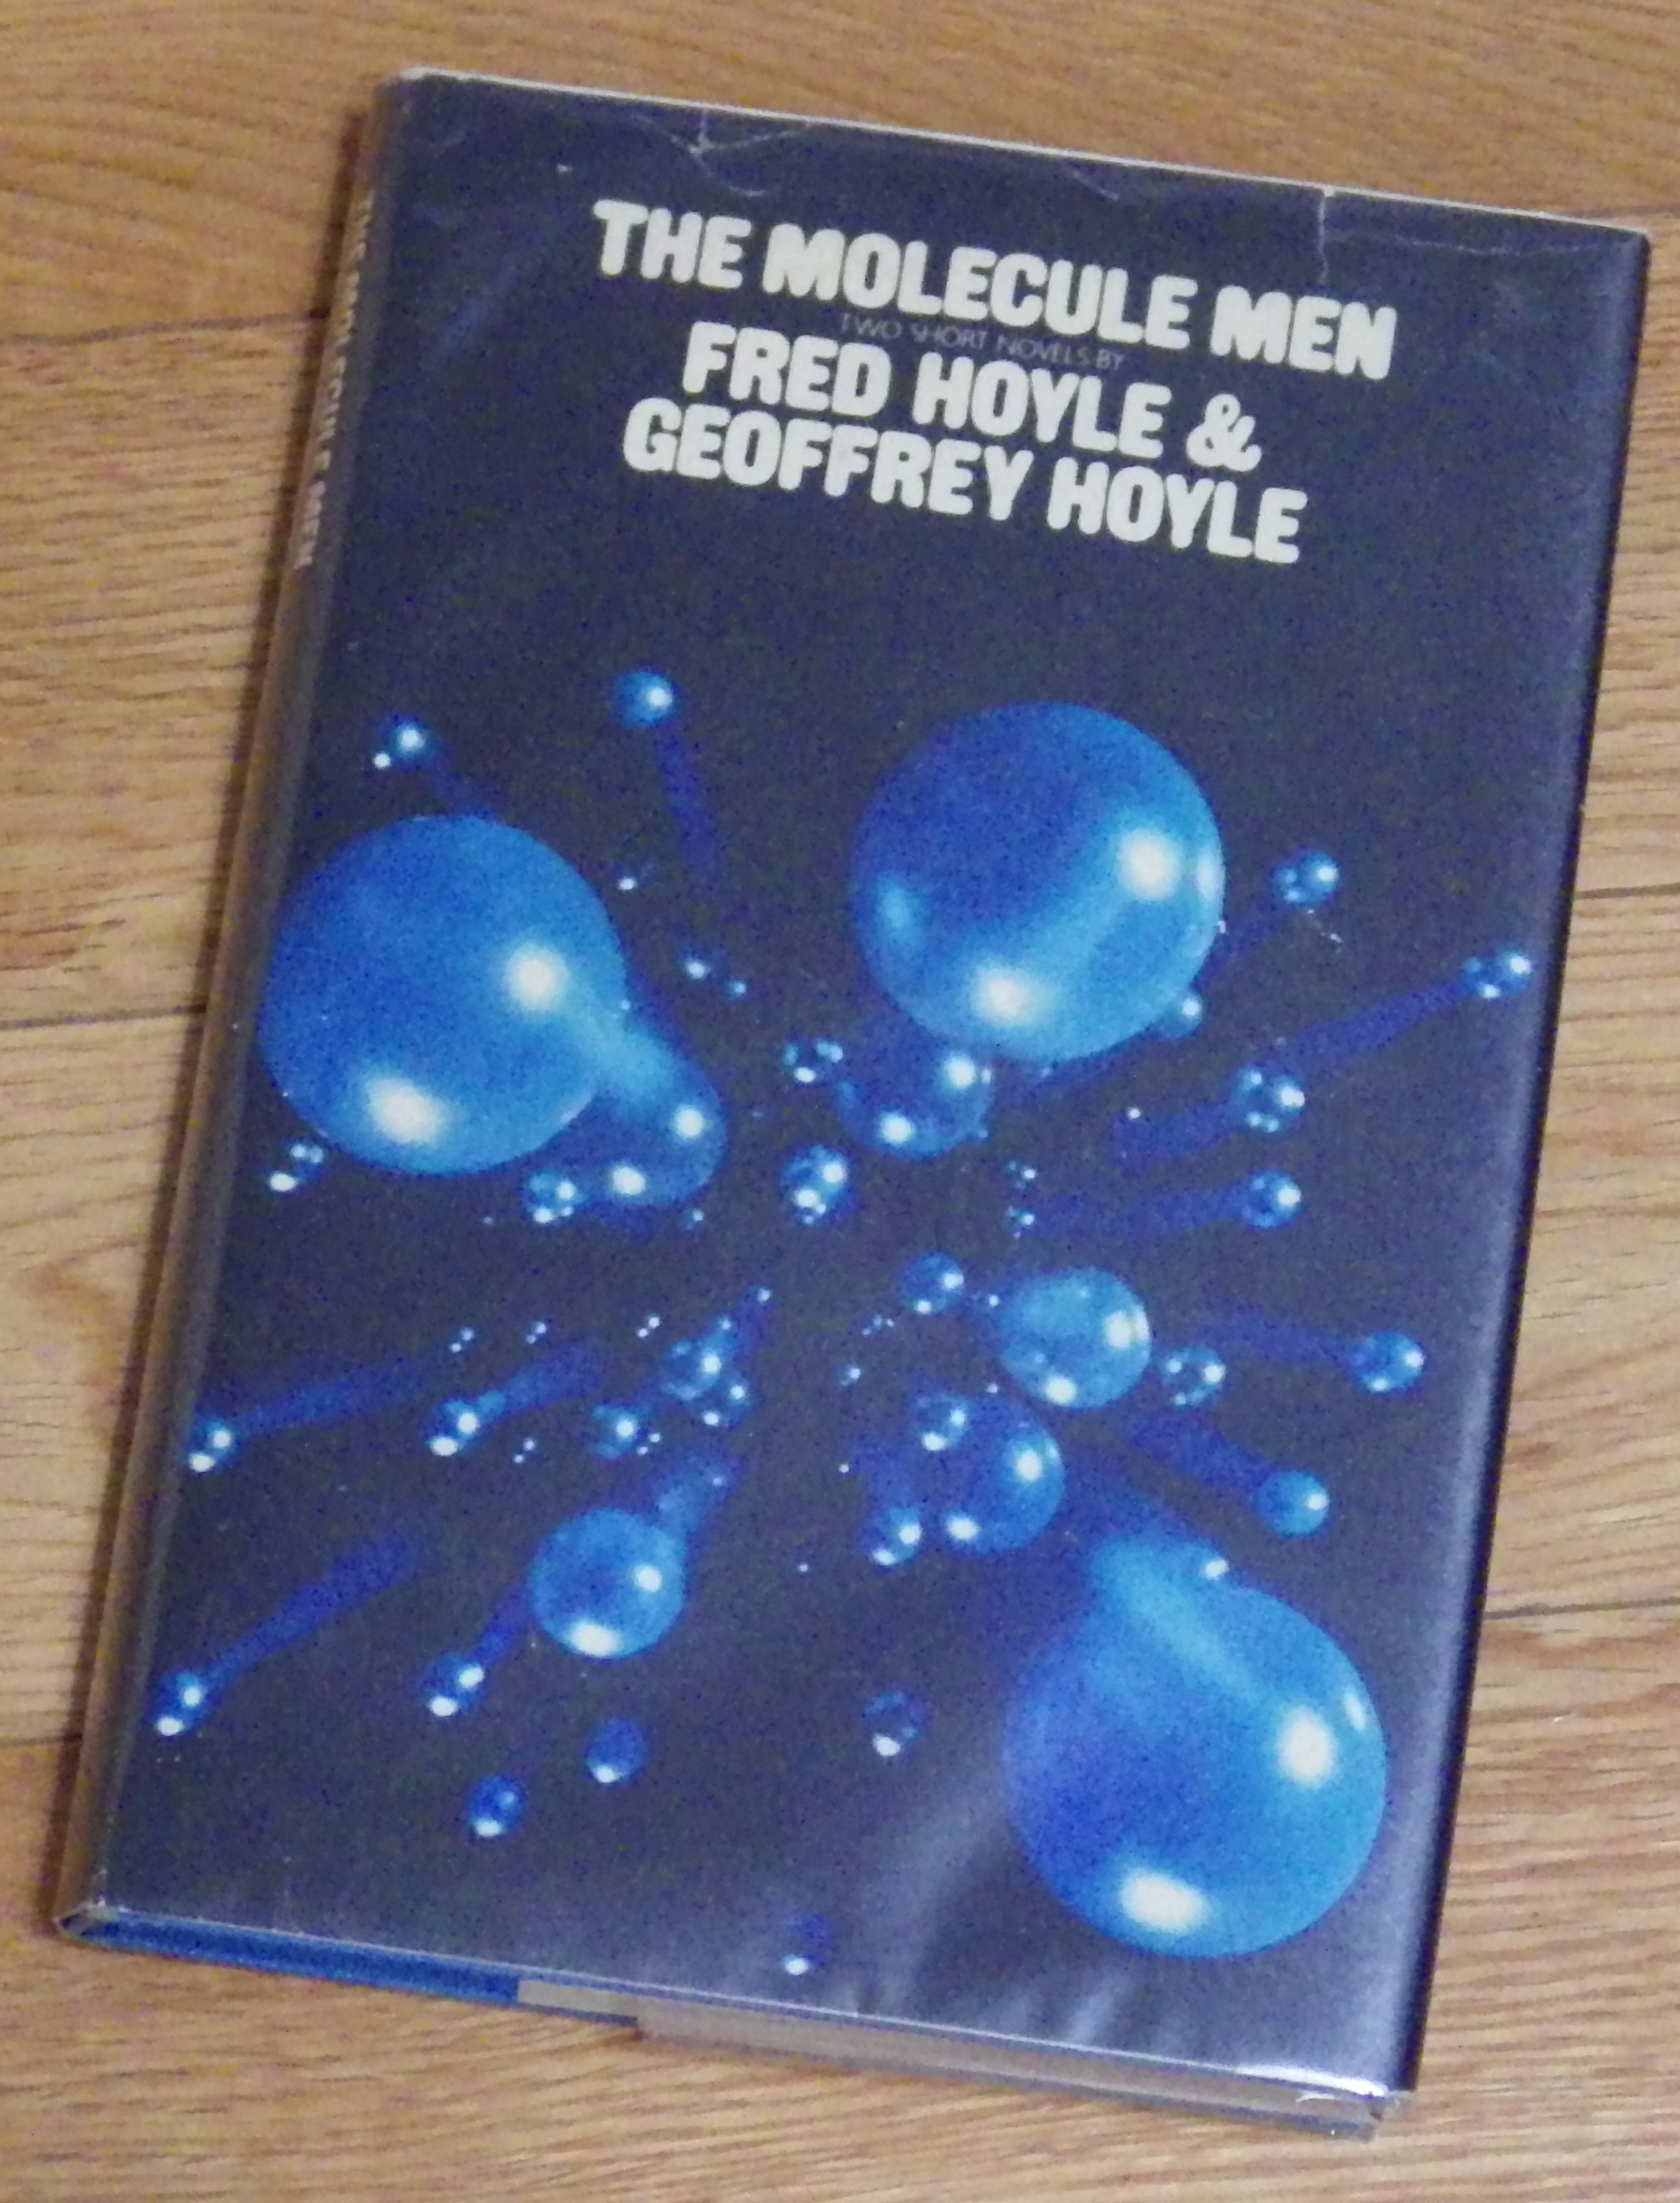 THE MOLECULE MEN
TWO SHORT NOVELS BY
FRED HOYLE &
GEOFFREY HOYLE
THE MOLECULE MEN